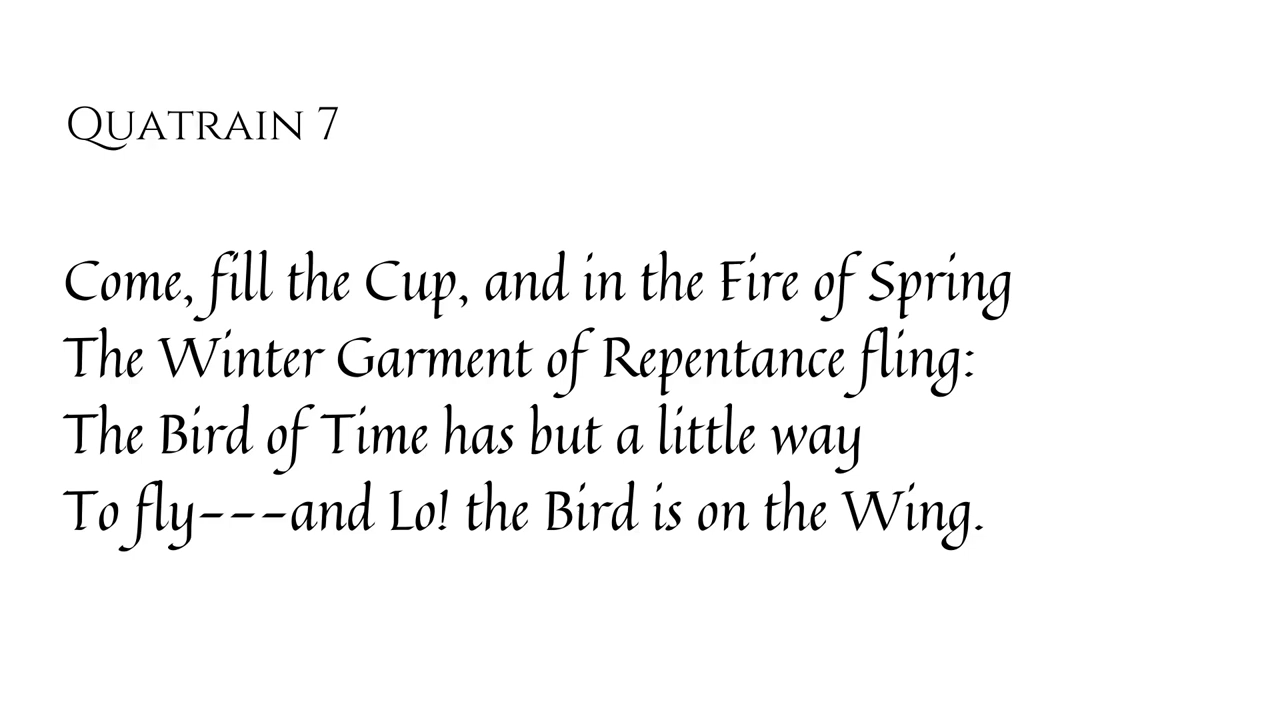 Quatrain 7
Come, fill the Cup, and in the Fire of Spring
The Winter Garment of Repentance fling:
The Bird of Time has but a little way
To fly---and Lo! the Bird is on the Wing.